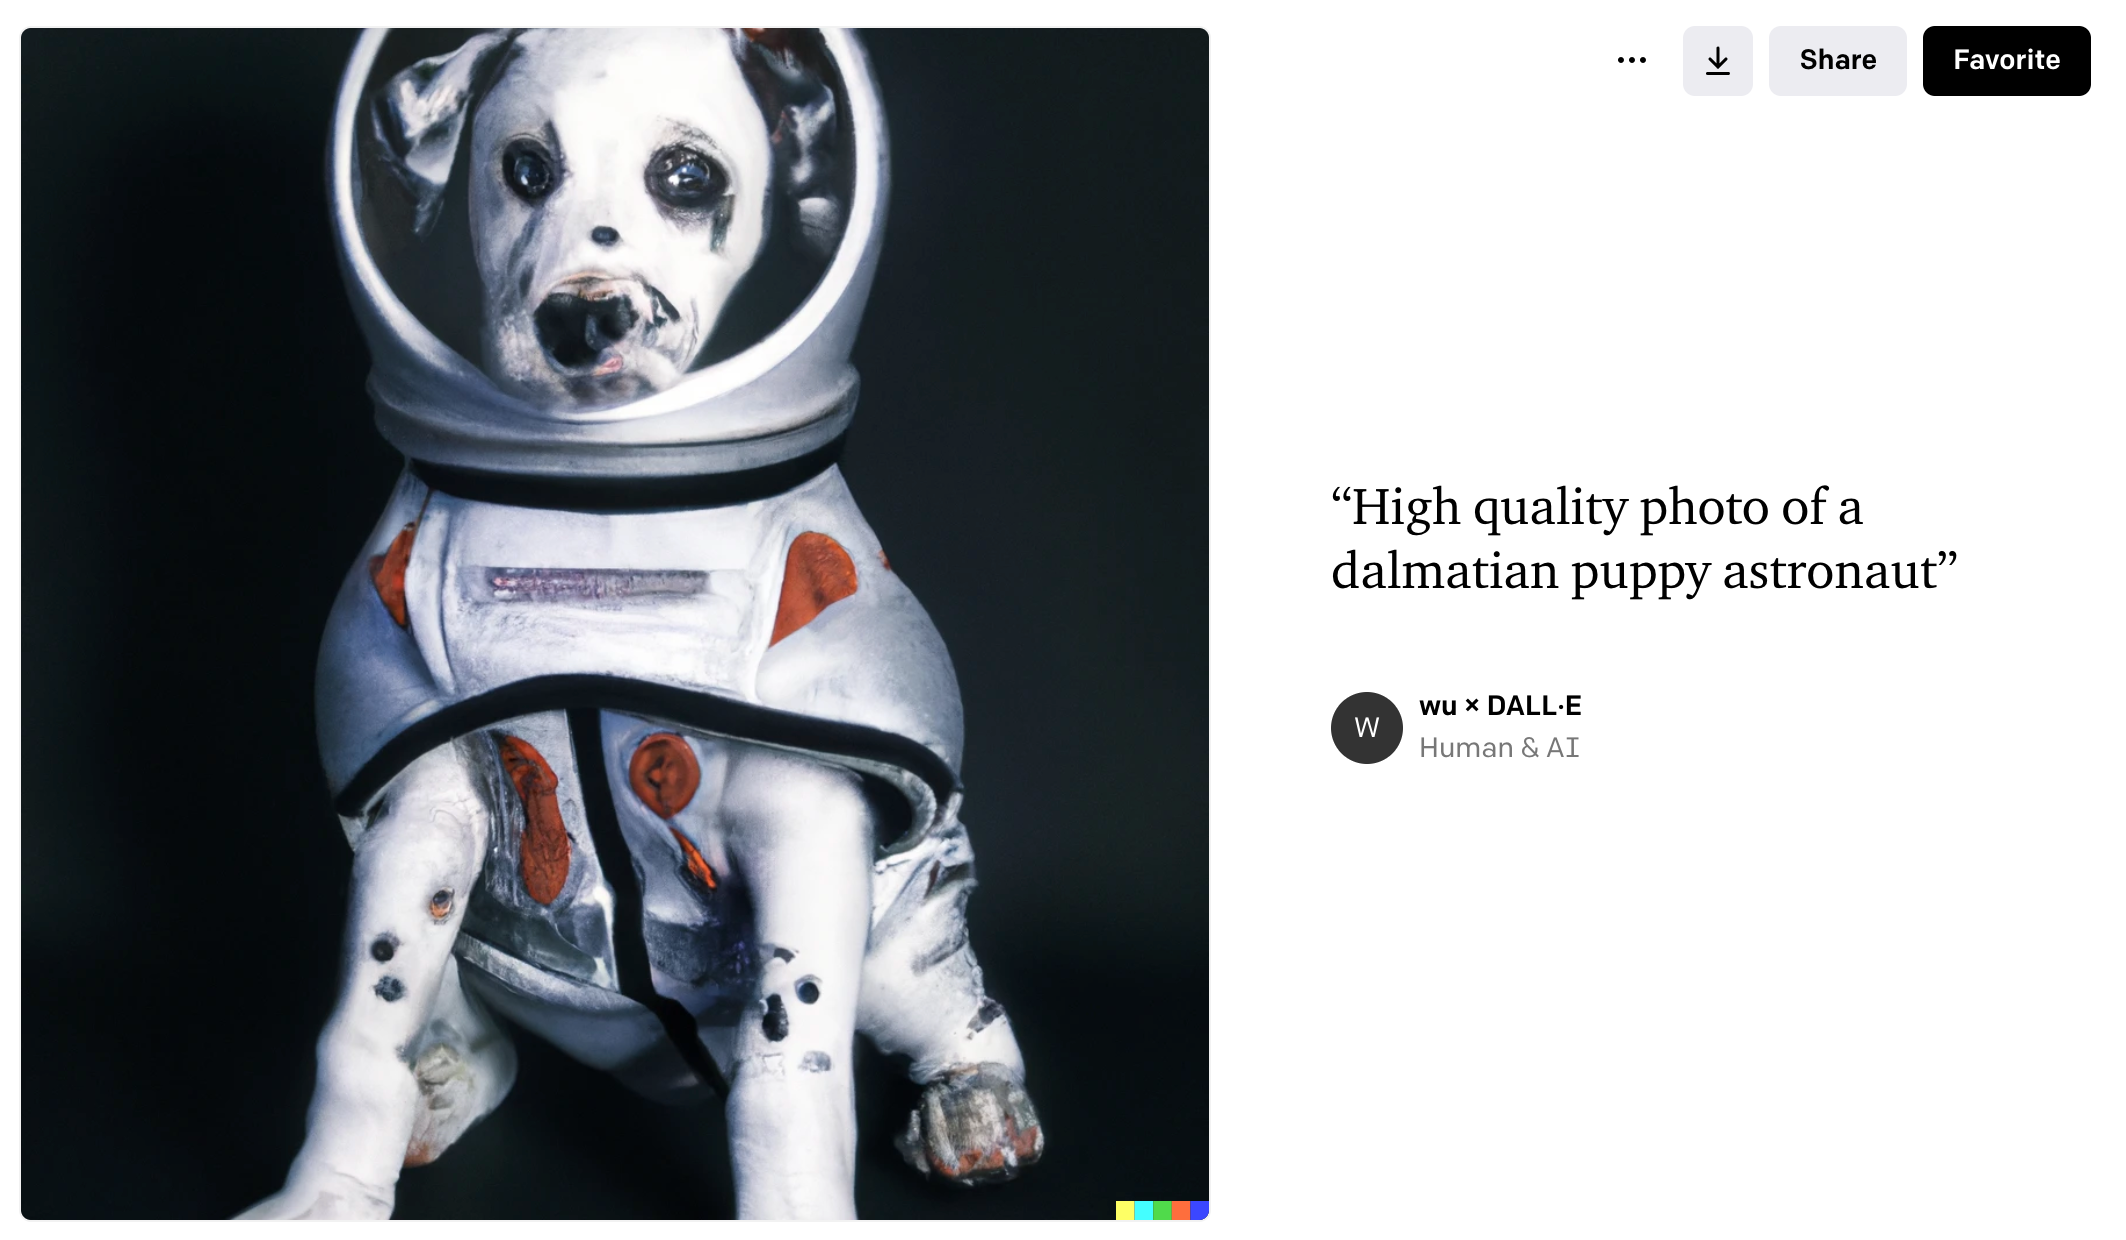 Share
Favorite
“High quality photo of a
dalmatian puppy astronaut”
W
wu × DALL·E
Human & AI